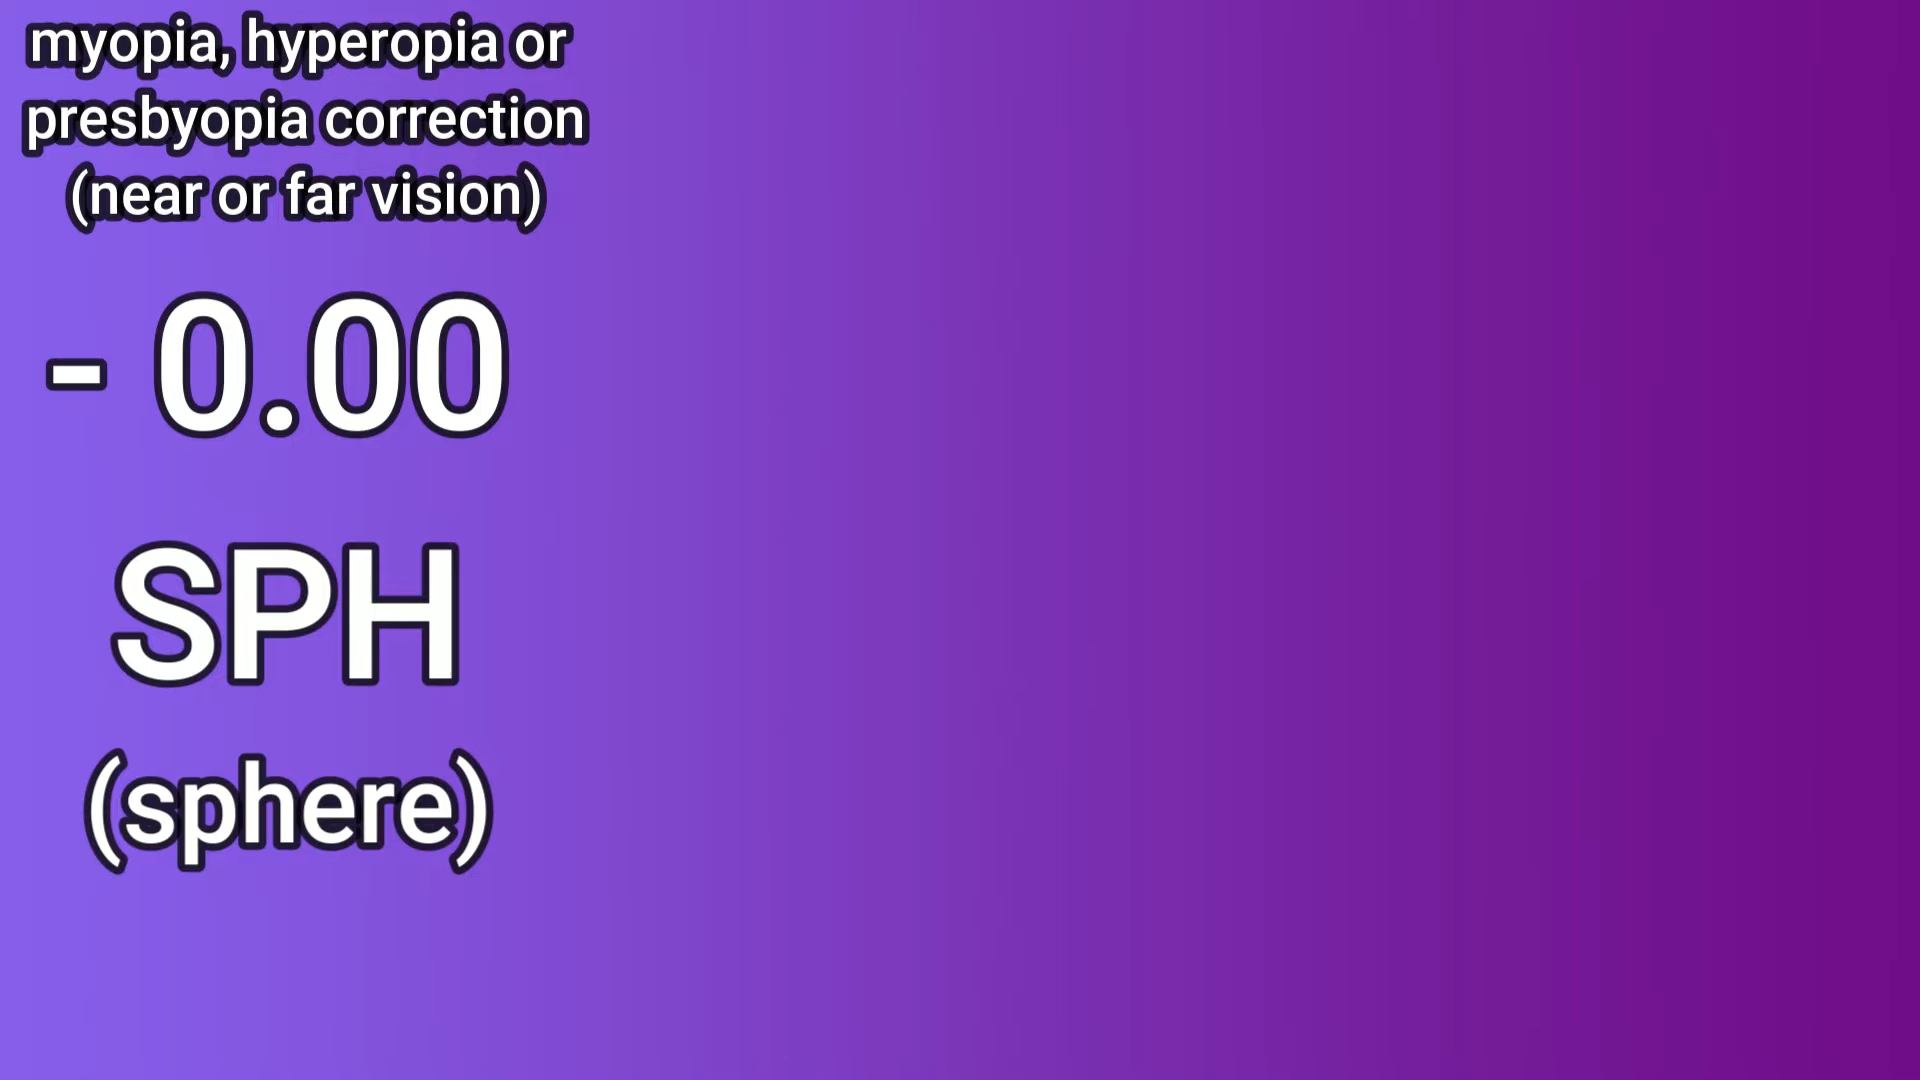 myopia, hyperopia or
presbyopia correction
(near or far vision)
- 0.00
SPH
(sphere)